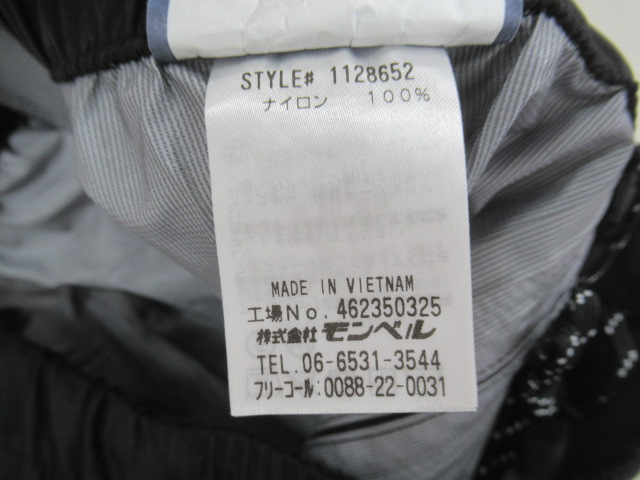 STYLE# 1128652
ナイロン 100%
MADE IN VIETNAM
工場No. 462350325
株式会社 モンベル
TEL. 06-6531-3544
フリーコール: 0088-22-0031